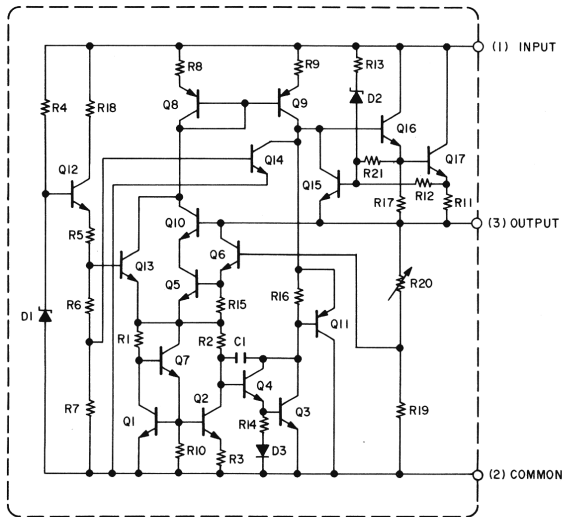 (1) INPUT
R8
R9
R13
R4
R18
Q8
Q9
D2
Q16
Q12
Q14
Q17
Q15
R21
R12
R17
R11
R5
Q10
(3) OUTPUT
Q13
Q6
R20
R6
Q5
R15
R16
D1
Q11
R1
R2
C1
Q7
Q4
R7
Q2
Q3
R19
Q1
R14
R10
R3
D3
(2) COMMON